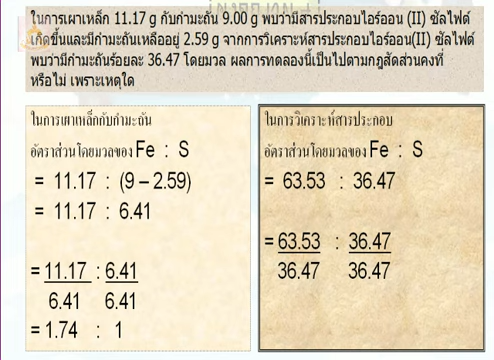 ในการเผาเหล็ก 11.17 g กับกำมะถัน 9.00 g พบว่ามีสารประกอบไอร์ออน (II) ซัลไฟด์
เกิดขึ้นและมีกำมะถันเหลืออยู่ 2.59 g จากการวิเคราะห์สารประกอบไอร์ออน(II) ซัลไฟด์
พบว่ามีกำมะถันร้อยละ 36.47 โดยมวล ผลการทดลองนี้เป็นไปตามกฎสัดส่วนคงที่
หรือไม่ เพราะเหตุใด
ในการเผาเหล็กกับกำมะถัน
อัตราส่วนโดยมวลของ Fe : S
= 11.17 : (9 – 2.59)
= 11.17 : 6.41
= 11.17 : 6.41
6.41 6.41
= 1.74 : 1
ในการวิเคราะห์สารประกอบ
อัตราส่วนโดยมวลของ Fe : S
= 63.53 : 36.47
= 63.53 : 36.47
36.47 36.47